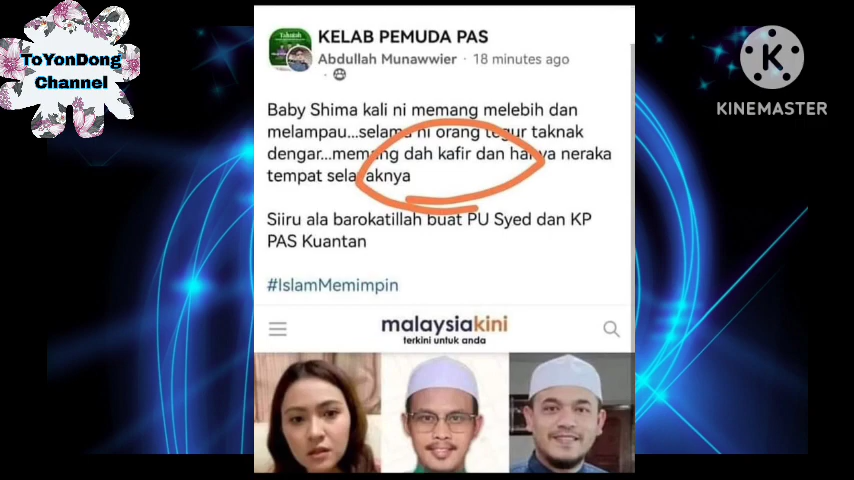 ToYonDong
Channel
KELAB PEMUDA PAS
Abdullah Munawwier · 18 minutes ago
Baby Shima kali ni memang melebih dan
melampau...selama ni orang tegur taknak
dengar...memang dah kafir dan hanya neraka
tempat selayaknya
Siiru ala barokatillah buat PU Syed dan KP
PAS Kuantan
#IslamMemimpin
malaysiakini
terkini untuk anda
KINEMASTER